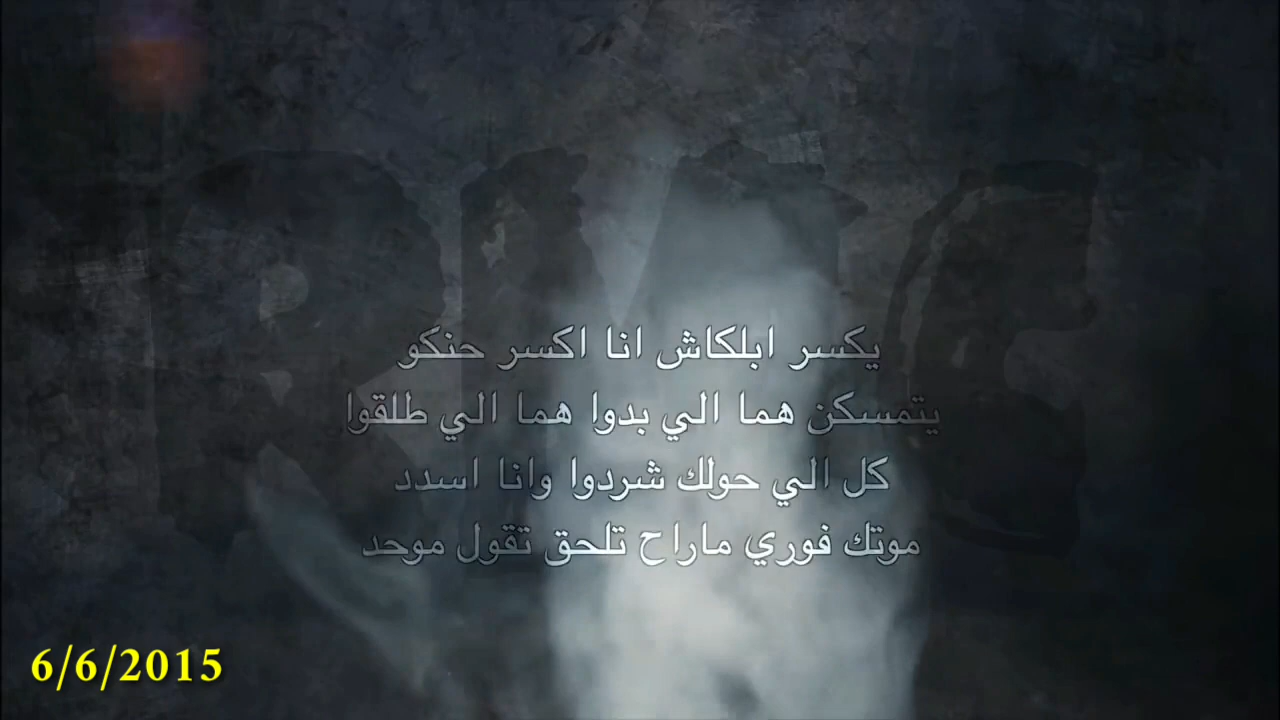 يكسر ابلكاش انا اكسر حنكو
يتمسكن هما الي بدوا هما الي طلقوا
كل الي حولك شردوا وانا اسدد
موتك فوري ماراح تلحق تقول موحد
6/6/2015